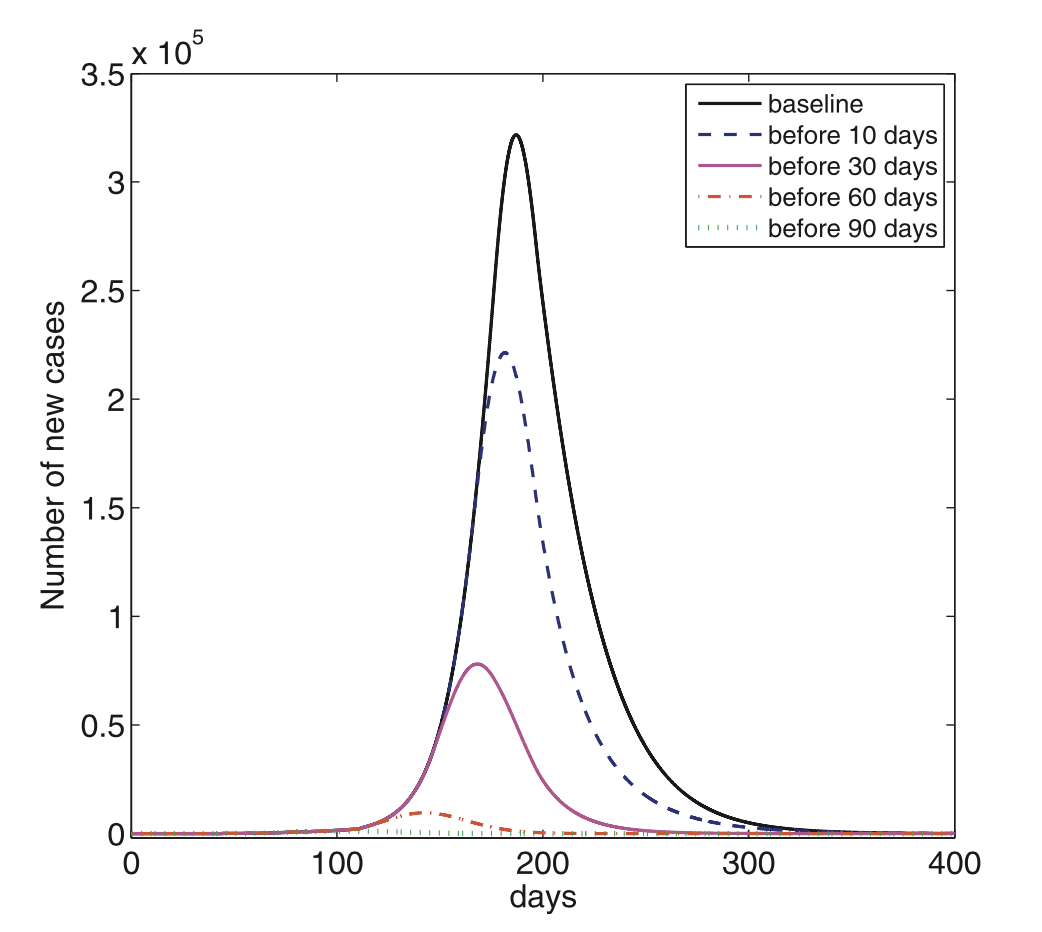 x 10^5
3.5
3
2.5
2
1.5
1
0.5
0
Number of new cases
baseline
before 10 days
before 30 days
before 60 days
before 90 days
0 100 200 300 400
days